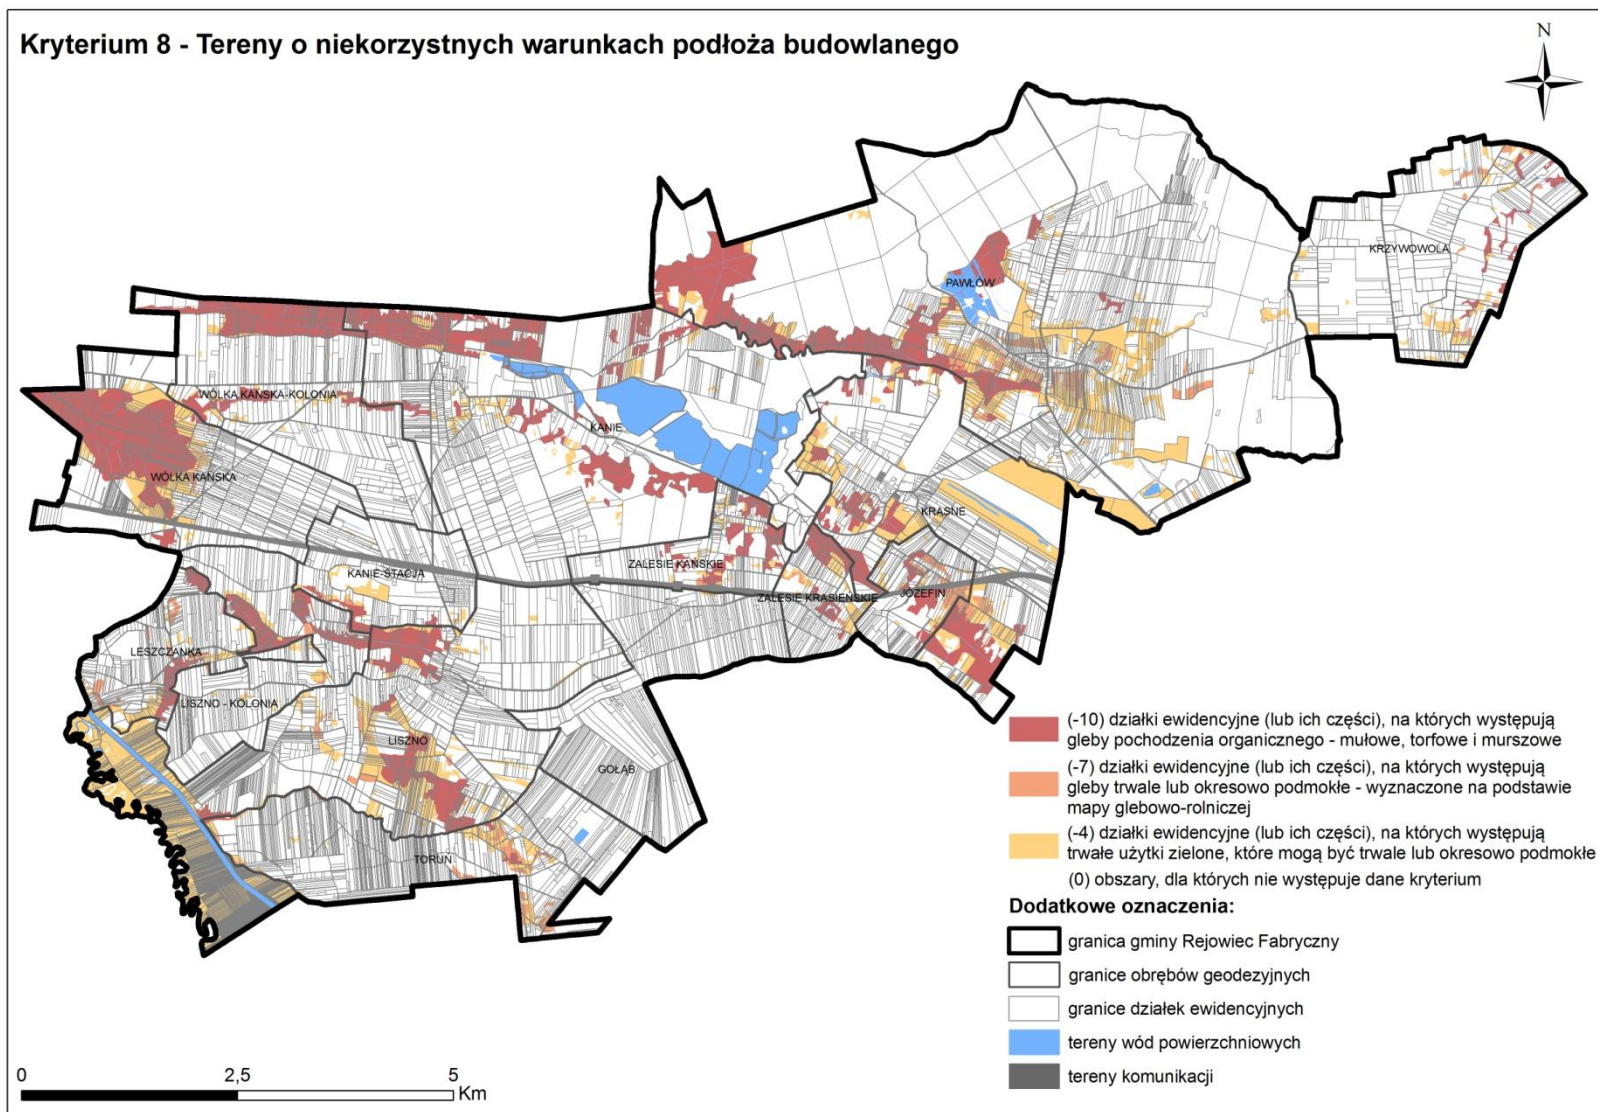 Kryterium 8 - Tereny o niekorzystnych warunkach podłoża budowlanego
N
KRZYWOWOLA
PAWŁÓW
WÓLKA KAŃSKA-KOLONIA
KANIE
WÓLKA KAŃSKA
KRASNE
ZALESIE KAŃSKIE
KANIE-STACJA
ZALESIE KRASIEŃSKIE
JÓZEFIN
LESZCZANKA
LISZNO - KOLONIA
LISZNO
GOŁĄB
TORUŃ
(-10) działki ewidencyjne (lub ich części), na których występują
gleby pochodzenia organicznego - mułowe, torfowe i murszowe
(-7) działki ewidencyjne (lub ich części), na których występują
gleby trwale lub okresowo podmokłe - wyznaczone na podstawie
mapy glebowo-rolniczej
(-4) działki ewidencyjne (lub ich części), na których występują
trwałe użytki zielone, które mogą być trwale lub okresowo podmokłe
(0) obszary, dla których nie występuje dane kryterium
Dodatkowe oznaczenia:
granica gminy Rejowiec Fabryczny
granice obrębów geodezyjnych
granice działek ewidencyjnych
tereny wód powierzchniowych
tereny komunikacji
0 2,5 5
Km